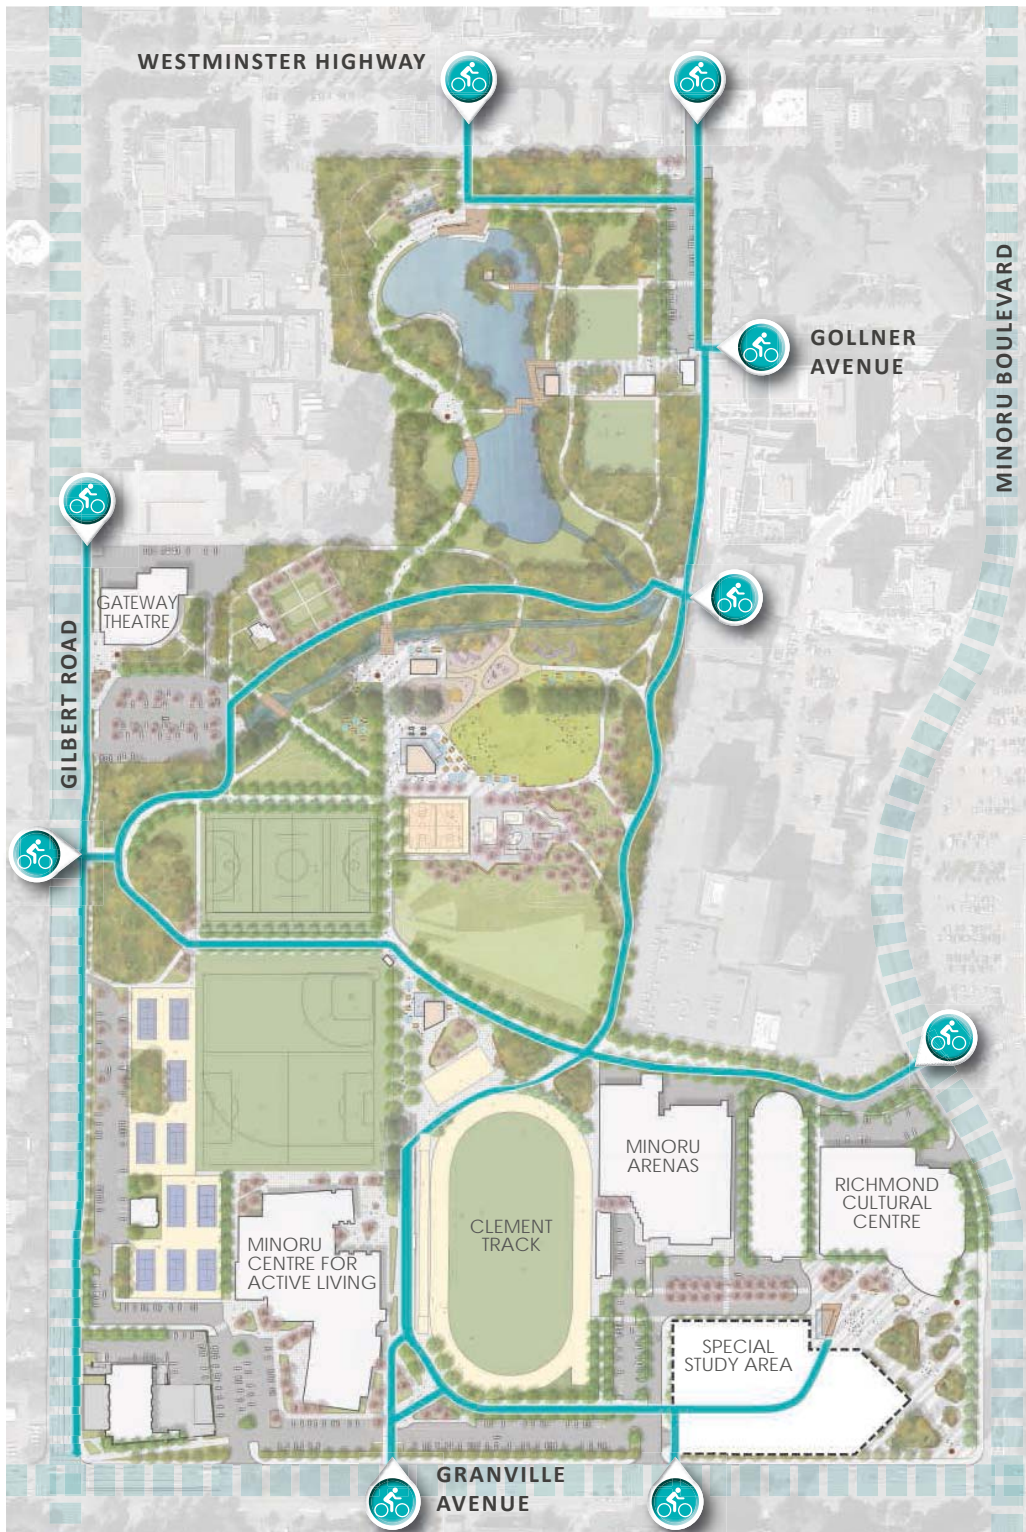 WESTMINSTER HIGHWAY
MINORU BOULEVARD
GOLLNER
AVENUE
GATEWAY
THEATRE
GILBERT ROAD
MINORU
ARENAS
RICHMOND
CULTURAL
CENTRE
CLEMENT
TRACK
MINORU
CENTRE FOR
ACTIVE LIVING
SPECIAL
STUDY AREA
GRANVILLE
AVENUE